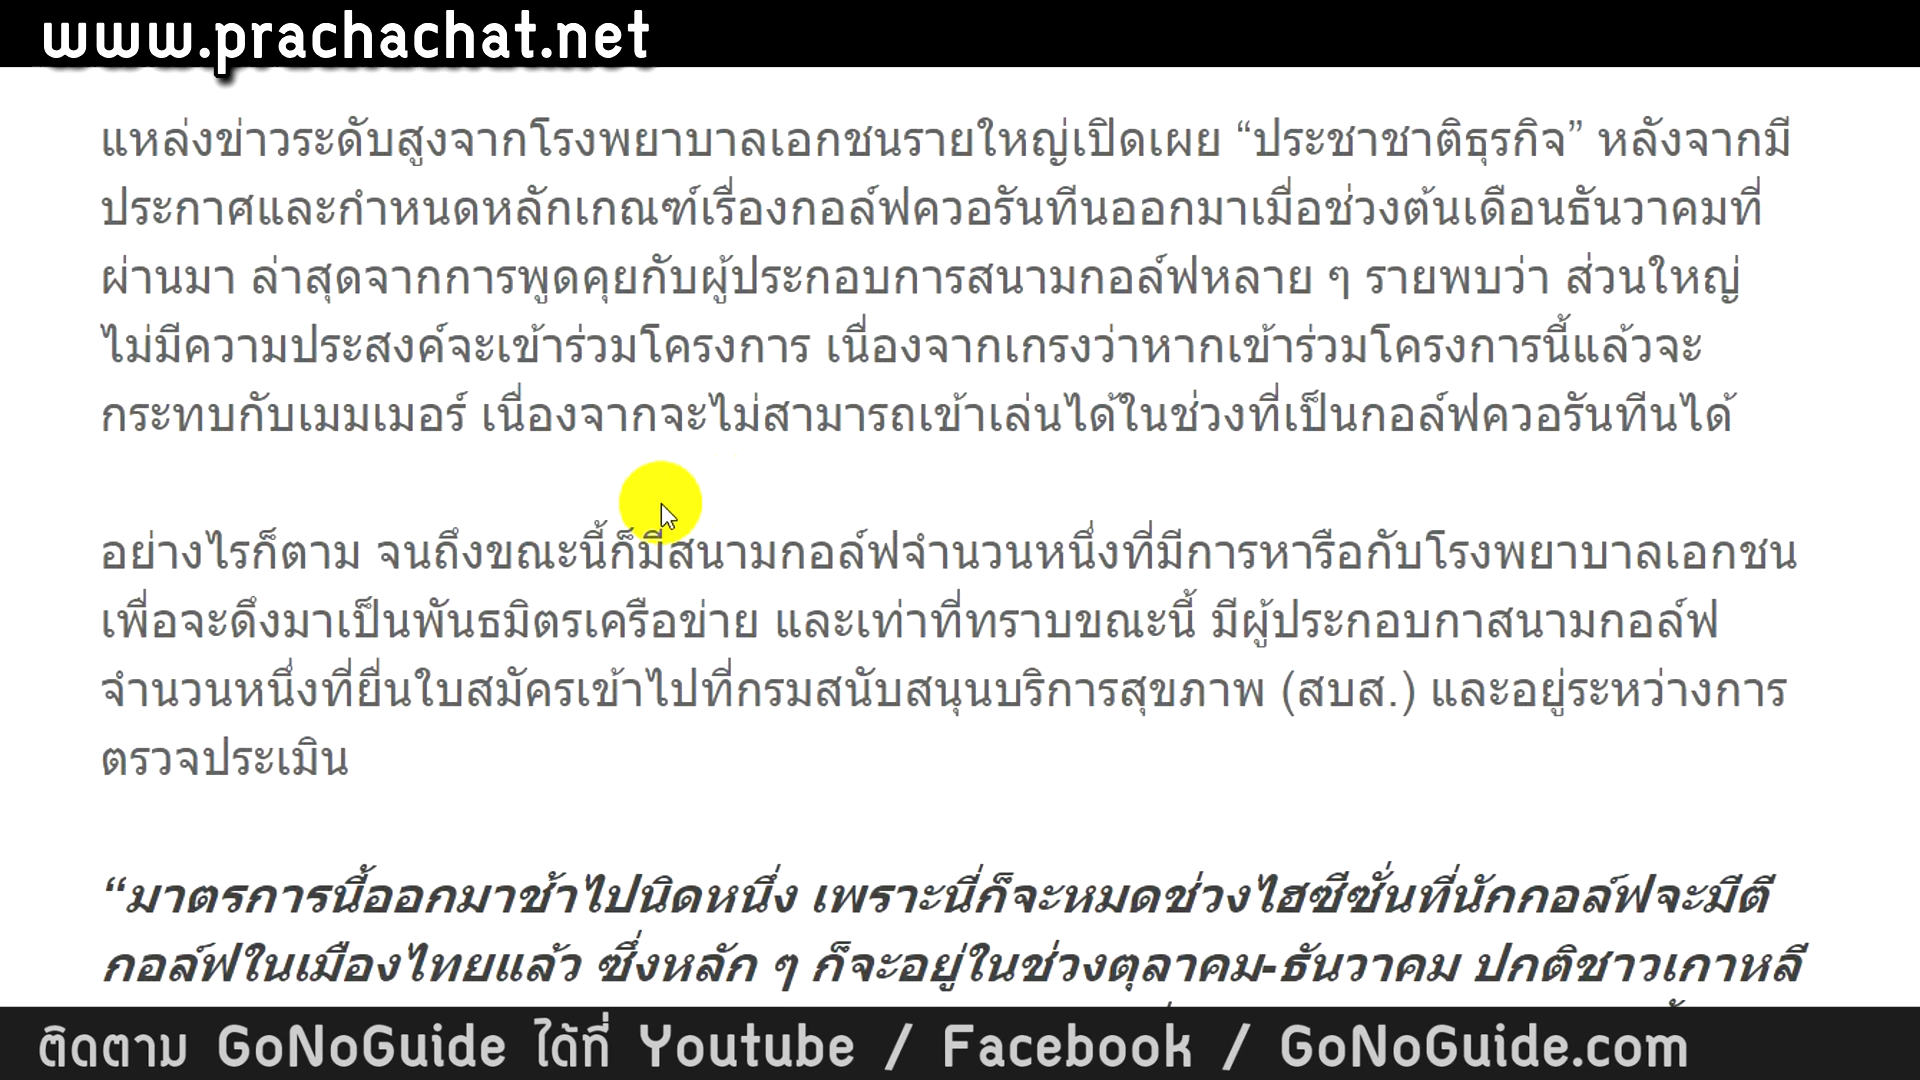 www.prachachat.net
แหล่งข่าวระดับสูงจากโรงพยาบาลเอกชนรายใหญ่เปิดเผย “ประชาชาติธุรกิจ” หลังจากมี
ประกาศและกำหนดหลักเกณฑ์เรื่องกอล์ฟควอรันทีนออกมาเมื่อช่วงต้นเดือนธันวาคมที่
ผ่านมา ล่าสุดจากการพูดคุยกับผู้ประกอบการสนามกอล์ฟหลาย ๆ รายพบว่า ส่วนใหญ่
ไม่มีความประสงค์จะเข้าร่วมโครงการ เนื่องจากเกรงว่าหากเข้าร่วมโครงการนี้แล้วจะ
กระทบกับเมมเมอร์ เนื่องจากจะไม่สามารถเข้าเล่นได้ในช่วงที่เป็นกอล์ฟควอรันทีนได้
อย่างไรก็ตาม จนถึงขณะนี้ก็มีสนามกอล์ฟจำนวนหนึ่งที่มีการหารือกับโรงพยาบาลเอกชน
เพื่อจะดึงมาเป็นพันธมิตรเครือข่าย และเท่าที่ทราบขณะนี้ มีผู้ประกอบกาสนามกอล์ฟ
จำนวนหนึ่งที่ยื่นใบสมัครเข้าไปที่กรมสนับสนุนบริการสุขภาพ (สบส.) และอยู่ระหว่างการ
ตรวจประเมิน
“มาตรการนี้ออกมาช้าไปนิดหนึ่ง เพราะนี่ก็จะหมดช่วงไฮซีซั่นที่นักกอล์ฟจะมีตี
กอล์ฟในเมืองไทยแล้ว ซึ่งหลัก ๆ ก็จะอยู่ในช่วงตุลาคม-ธันวาคม ปกติชาวเกาหลี
ติดตาม GoNoGuide ได้ที่ Youtube / Facebook / GoNoGuide.com